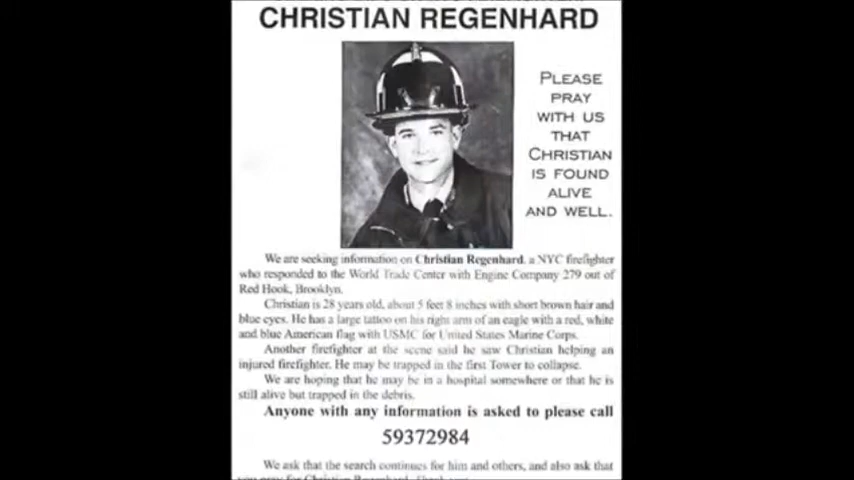 CHRISTIAN REGENHARD
PLEASE
PRAY
WITH US
THAT
CHRISTIAN
IS FOUND
ALIVE
AND WELL.
We are seeking information on Christian Regenhard, a NYC firefighter
who responded to the World Trade Center with Engine Company 279 out of
Red Hook, Brooklyn.
Christian is 28 years old, about 5 feet 8 inches with short brown hair and
blue eyes. He has a large tattoo on his right arm of an eagle with a red, white
and blue American flag with USMC for United States Marine Corps.
Another firefighter at the scene said he saw Christian helping an
injured firefighter. He may be trapped in the first Tower to collapse.
We are hoping that he may be in a hospital somewhere or that he is
still alive but trapped in the debris.
Anyone with any information is asked to please call
59372984
We ask that the search continues for him and others, and also ask that